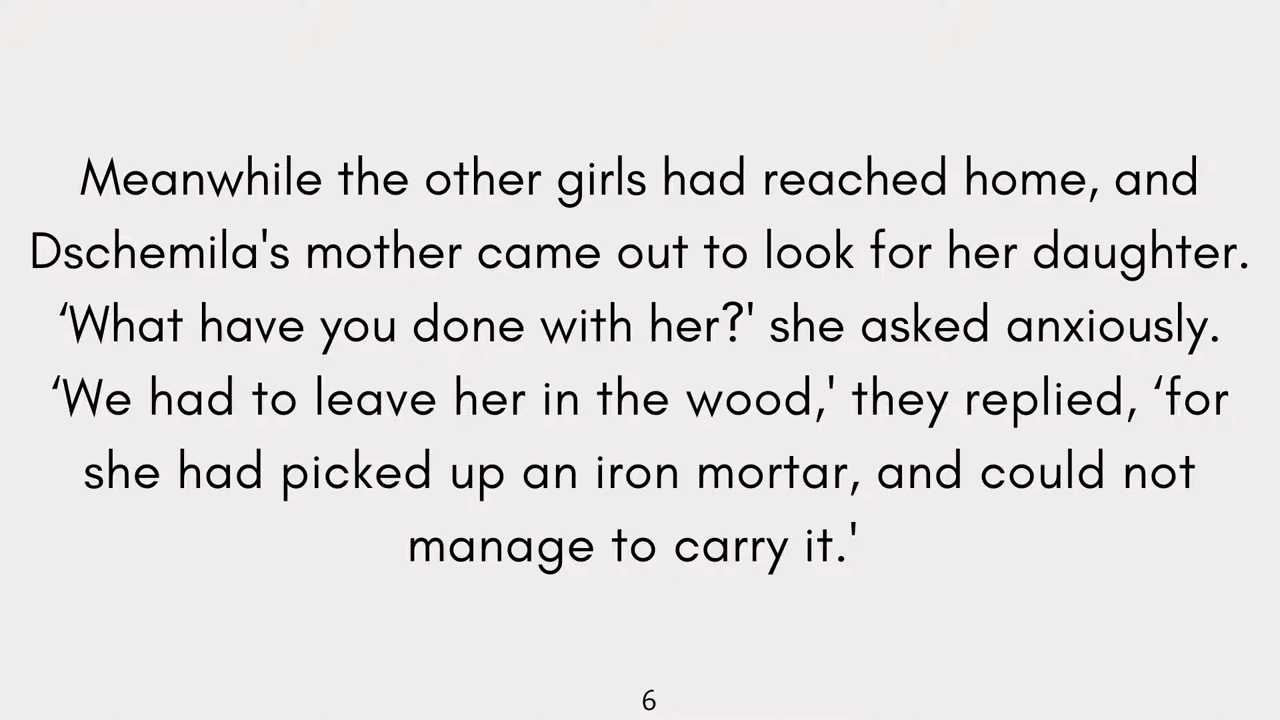 Meanwhile the other girls had reached home, and
Dschemila's mother came out to look for her daughter.
‘What have you done with her?' she asked anxiously.
‘We had to leave her in the wood,' they replied, ‘for
she had picked up an iron mortar, and could not
manage to carry it.'
6